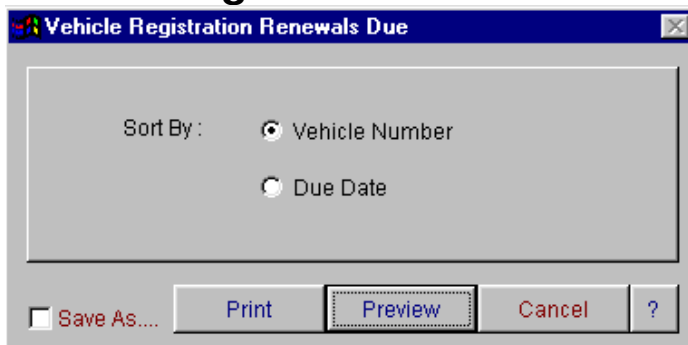 Vehicle Registration Renewals Due
Sort By :
Vehicle Number
Due Date
Save As....
Print
Preview
Cancel
?